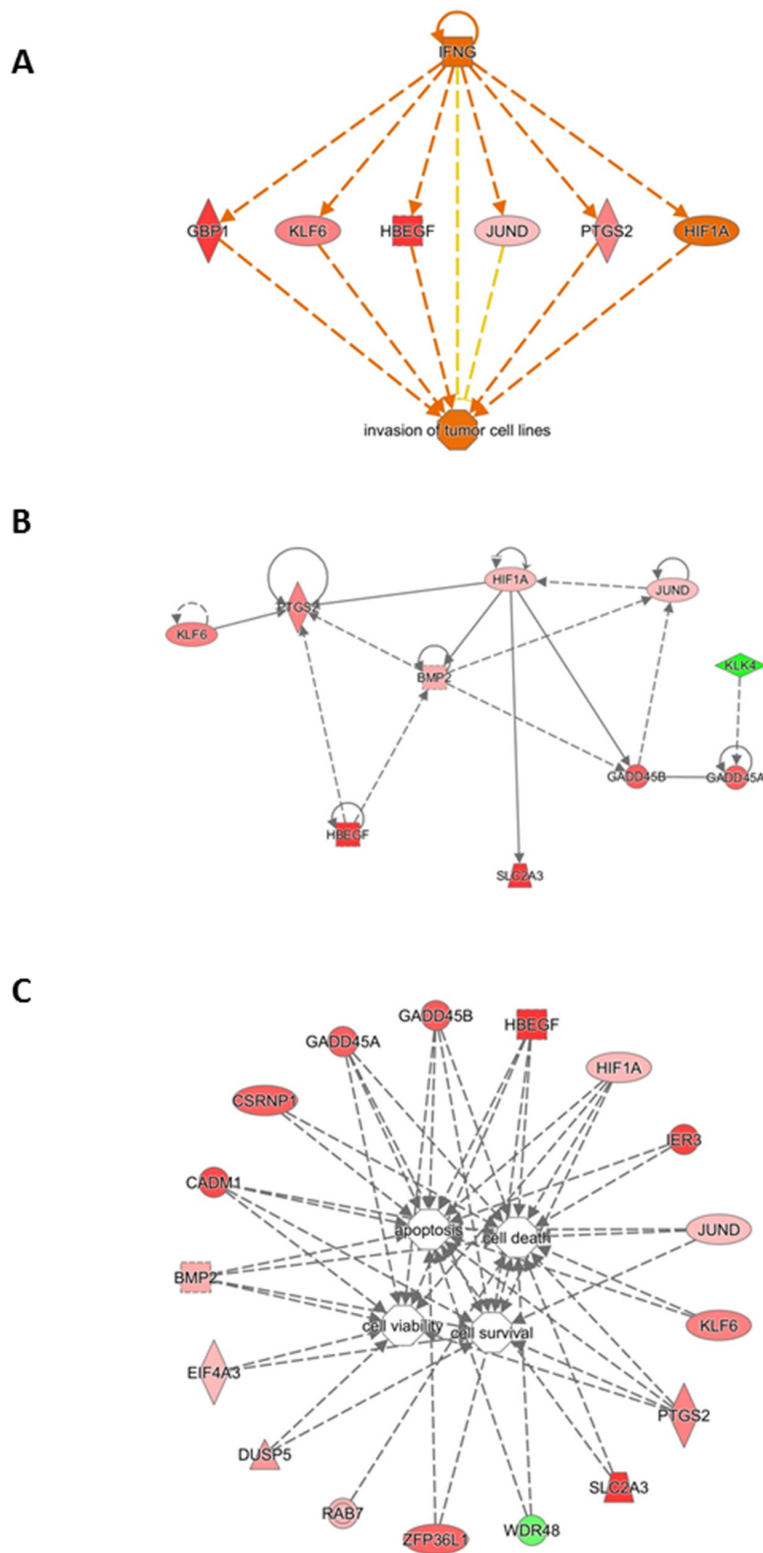 A
IFNG
GBP1
KLF6
HBEGF
JUND
PTGS2
HIF1A
invasion of tumor cell lines
B
HIF1A
JUND
PTGS2
KLF6
BMP2
KLK4
GADD45B
GADD45A
HBEGF
SLC2A3
C
GADD45B
HBEGF
GADD45A
HIF1A
CSRNP1
IER3
CADM1
apoptosis
cell death
JUND
BMP2
cell viability
cell survival
KLF6
EIF4A3
PTGS2
DUSP5
SLC2A3
RAB7
ZFP36L1
WDR48